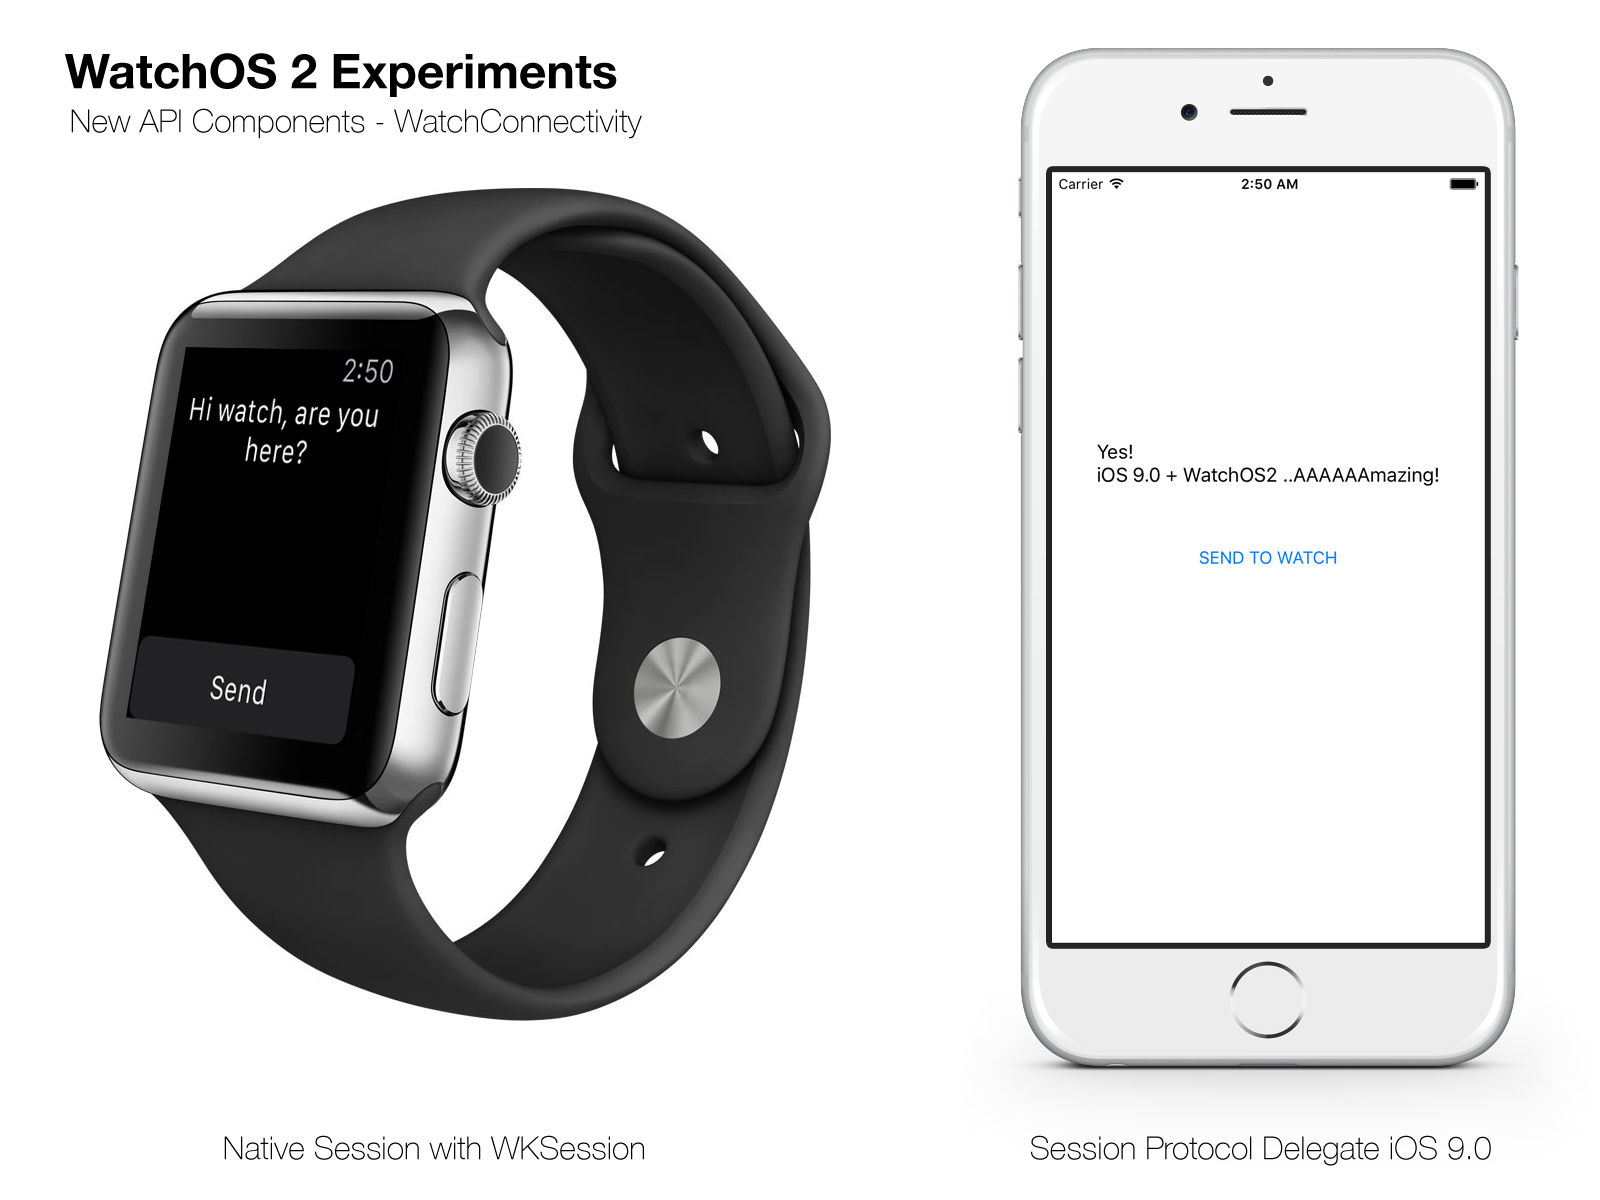 WatchOS 2 Experiments
New API Components - WatchConnectivity
2:50
Hi watch, are you
here?
Send
Carrier
2:50 AM
Yes!
iOS 9.0 + WatchOS2 ..AAAAAAmazing!
SEND TO WATCH
Native Session with WKSession
Session Protocol Delegate iOS 9.0